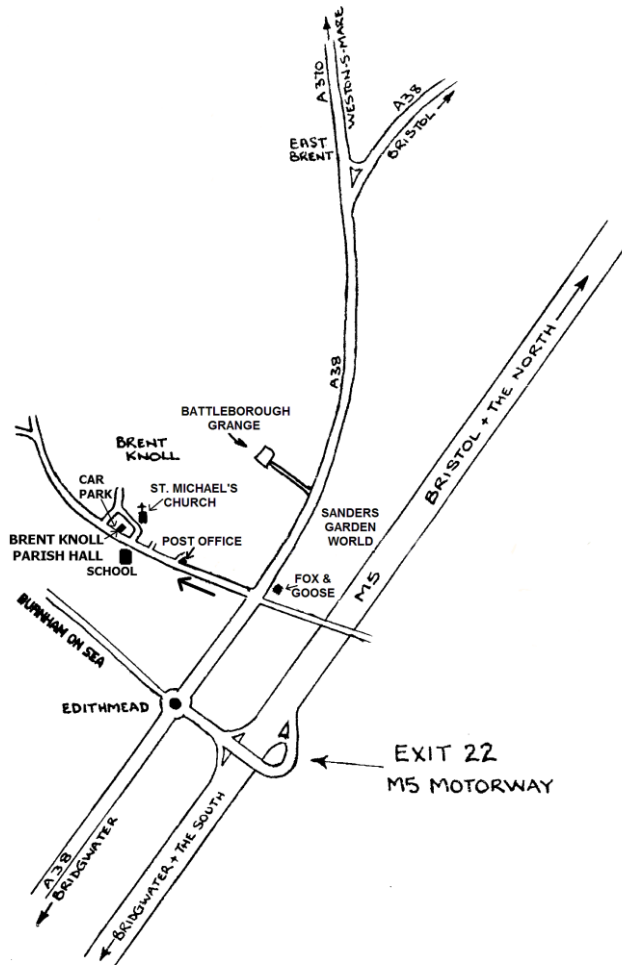 A370
WESTON-S-MARE
A38
BRISTOL
EAST
BRENT
BRISTOL + THE NORTH
A38
BATTLEBOROUGH
GRANGE
BRENT
KNOLL
CAR
PARK
ST. MICHAEL'S
CHURCH
SANDERS
GARDEN
WORLD
BRENT KNOLL
PARISH HALL
POST OFFICE
SCHOOL
FOX &
GOOSE
M5
BURNHAM ON SEA
EDITHMEAD
EXIT 22
M5 MOTORWAY
A38
BRIDGWATER
BRIDGWATER + THE SOUTH